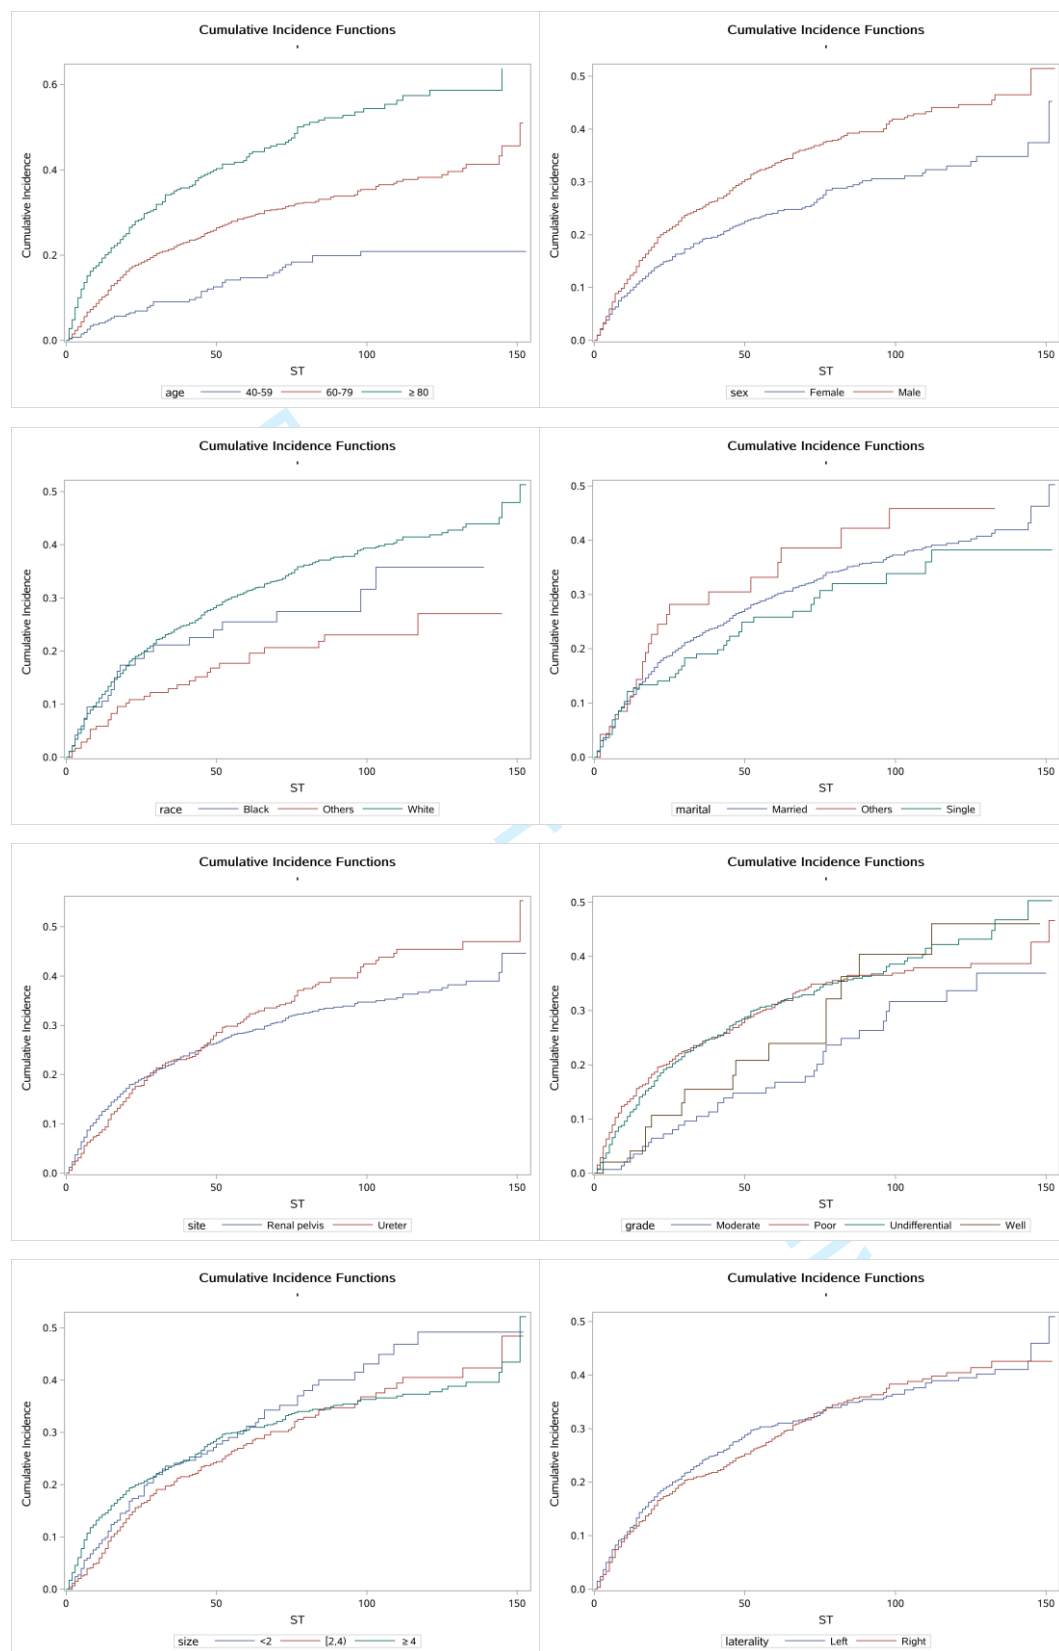 Cumulative Incidence Functions
Cumulative Incidence
0.6
0.4
0.2
0.0
0 50 100 150
ST
age 40-59 60-79 ≥ 80
Cumulative Incidence Functions
Cumulative Incidence
0.5
0.4
0.3
0.2
0.1
0.0
0 50 100 150
ST
sex Female Male
Cumulative Incidence Functions
Cumulative Incidence
0.5
0.4
0.3
0.2
0.1
0.0
0 50 100 150
ST
race Black Others White
Cumulative Incidence Functions
Cumulative Incidence
0.5
0.4
0.3
0.2
0.1
0.0
0 50 100 150
ST
marital Married Others Single
Cumulative Incidence Functions
Cumulative Incidence
0.5
0.4
0.3
0.2
0.1
0.0
0 50 100 150
ST
site Renal pelvis Ureter
Cumulative Incidence Functions
Cumulative Incidence
0.5
0.4
0.3
0.2
0.1
0.0
0 50 100 150
ST
grade Moderate Poor Undifferential Well
Cumulative Incidence Functions
Cumulative Incidence
0.5
0.4
0.3
0.2
0.1
0.0
0 50 100 150
ST
size <2 [2,4) ≥ 4
Cumulative Incidence Functions
Cumulative Incidence
0.5
0.4
0.3
0.2
0.1
0.0
0 50 100 150
ST
laterality Left Right